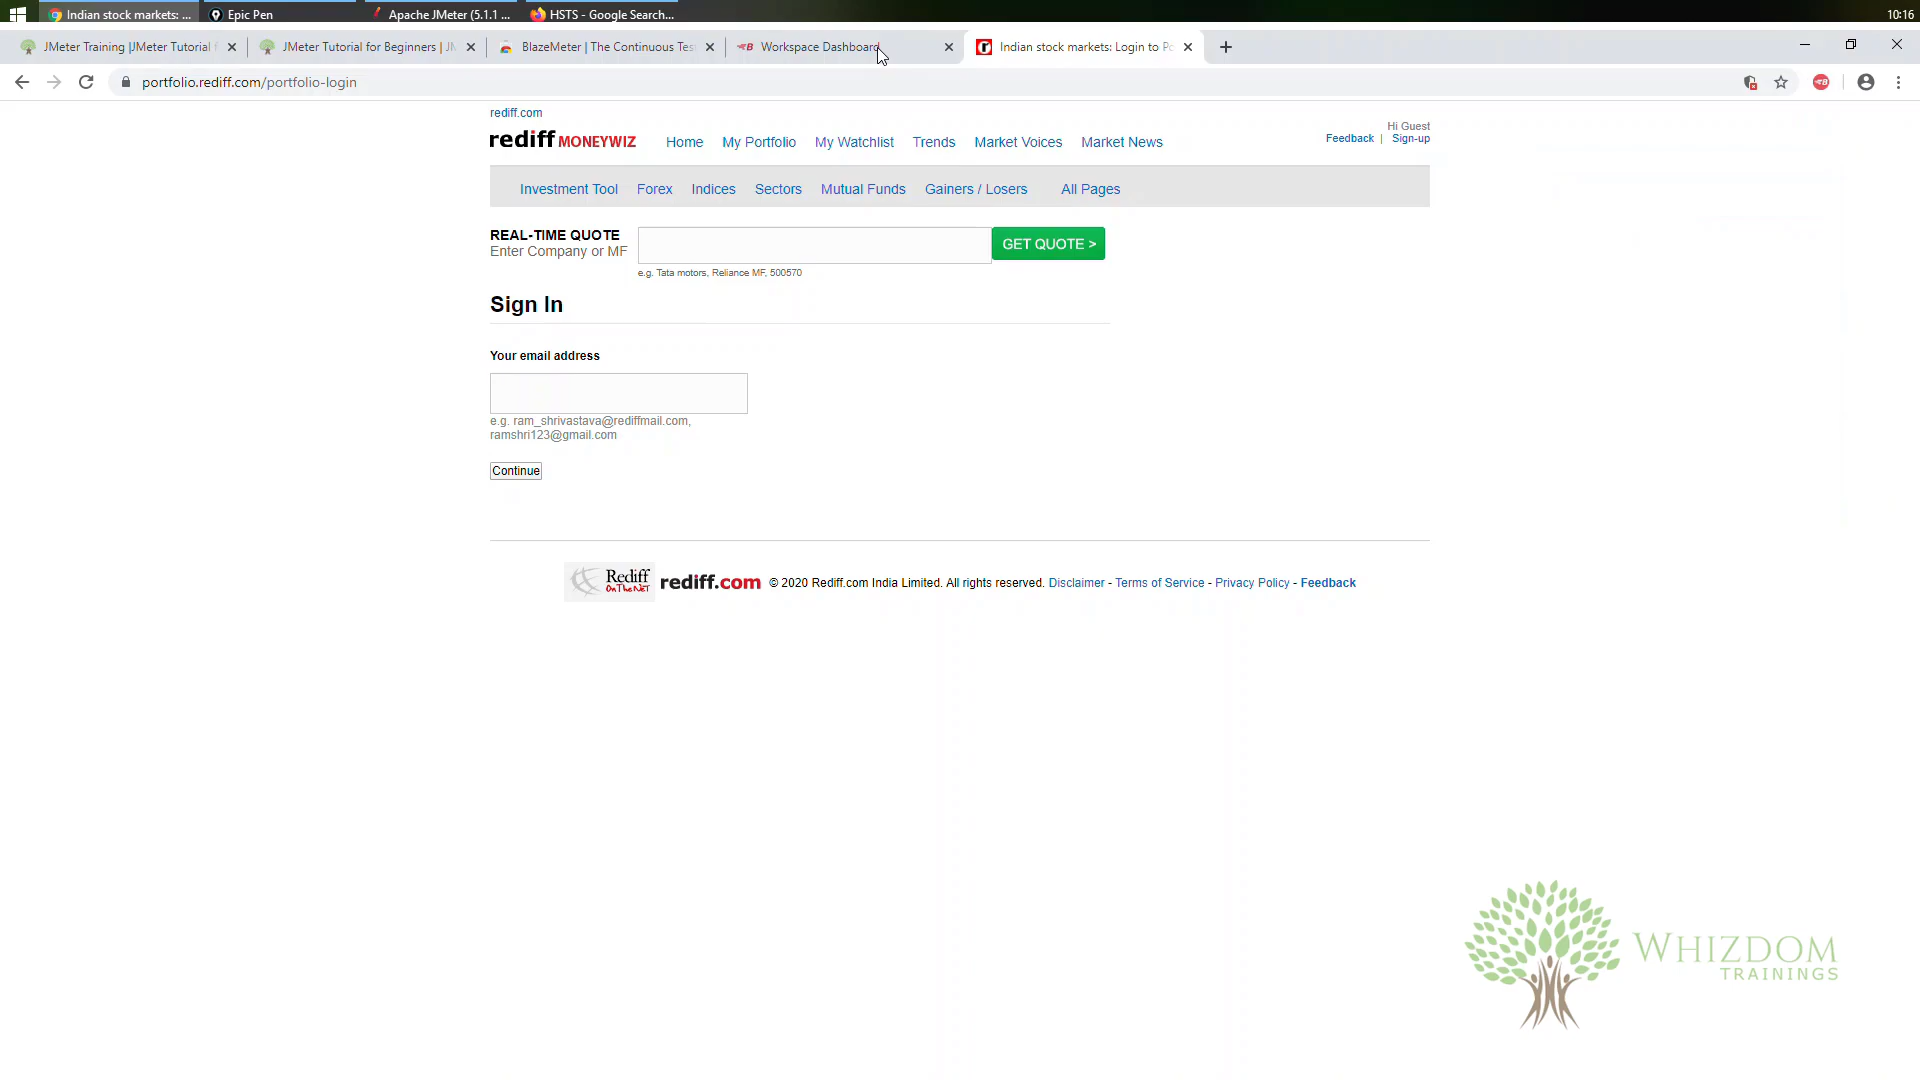 Indian stock markets: ...
Epic Pen
Apache JMeter (5.1.1 ...
HSTS - Google Search...
10:16
JMeter Training |JMeter Tutorial
JMeter Tutorial for Beginners |
BlazeMeter | The Continuous Tes
Workspace Dashboard
Indian stock markets: Login to Po
portfolio.rediff.com/portfolio-login
rediff.com
Hi Guest
rediff MONEYWIZ
Home
My Portfolio
My Watchlist
Trends
Market Voices
Market News
Feedback | Sign-up
Investment Tool
Forex
Indices
Sectors
Mutual Funds
Gainers / Losers
All Pages
REAL-TIME QUOTE
Enter Company or MF
GET QUOTE >
e.g. Tata motors, Reliance MF, 500570
Sign In
Your email address
e.g. ram_shrivastava@rediffmail.com,
ramshri123@gmail.com
Continue
Rediff
On The NeT
rediff.com © 2020 Rediff.com India Limited. All rights reserved. Disclaimer - Terms of Service - Privacy Policy - Feedback
WHIZDOM
TRAININGS